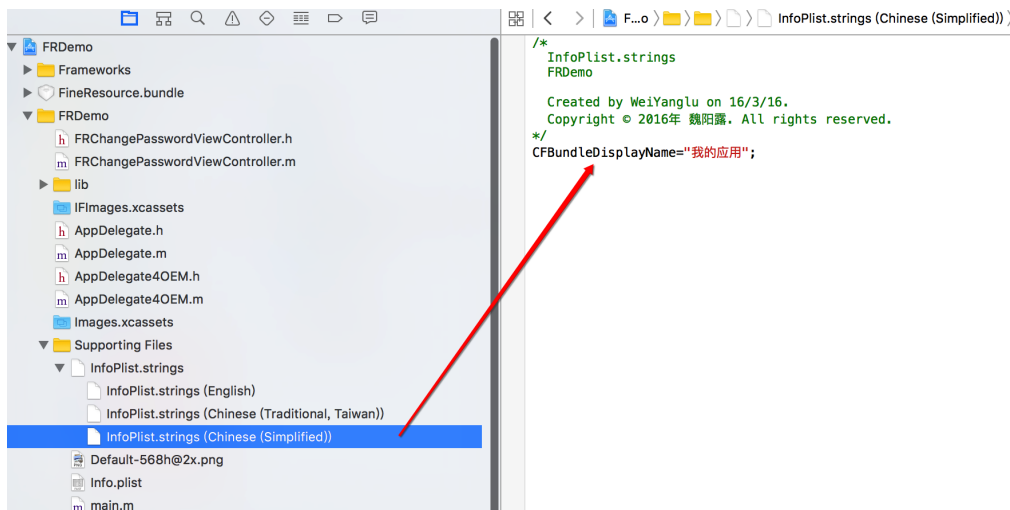 F...o
InfoPlist.strings (Chinese (Simplified))
FRDemo
Frameworks
FineResource.bundle
FRDemo
h FRChangePasswordViewController.h
m FRChangePasswordViewController.m
lib
IFImages.xcassets
h AppDelegate.h
m AppDelegate.m
h AppDelegate4OEM.h
m AppDelegate4OEM.m
Images.xcassets
Supporting Files
InfoPlist.strings
InfoPlist.strings (English)
InfoPlist.strings (Chinese (Traditional, Taiwan))
InfoPlist.strings (Chinese (Simplified))
Default-568h@2x.png
Info.plist
m main.m
/*
InfoPlist.strings
FRDemo
Created by WeiYanglu on 16/3/16.
Copyright © 2016年 魏阳露. All rights reserved.
*/
CFBundleDisplayName="我的应用";